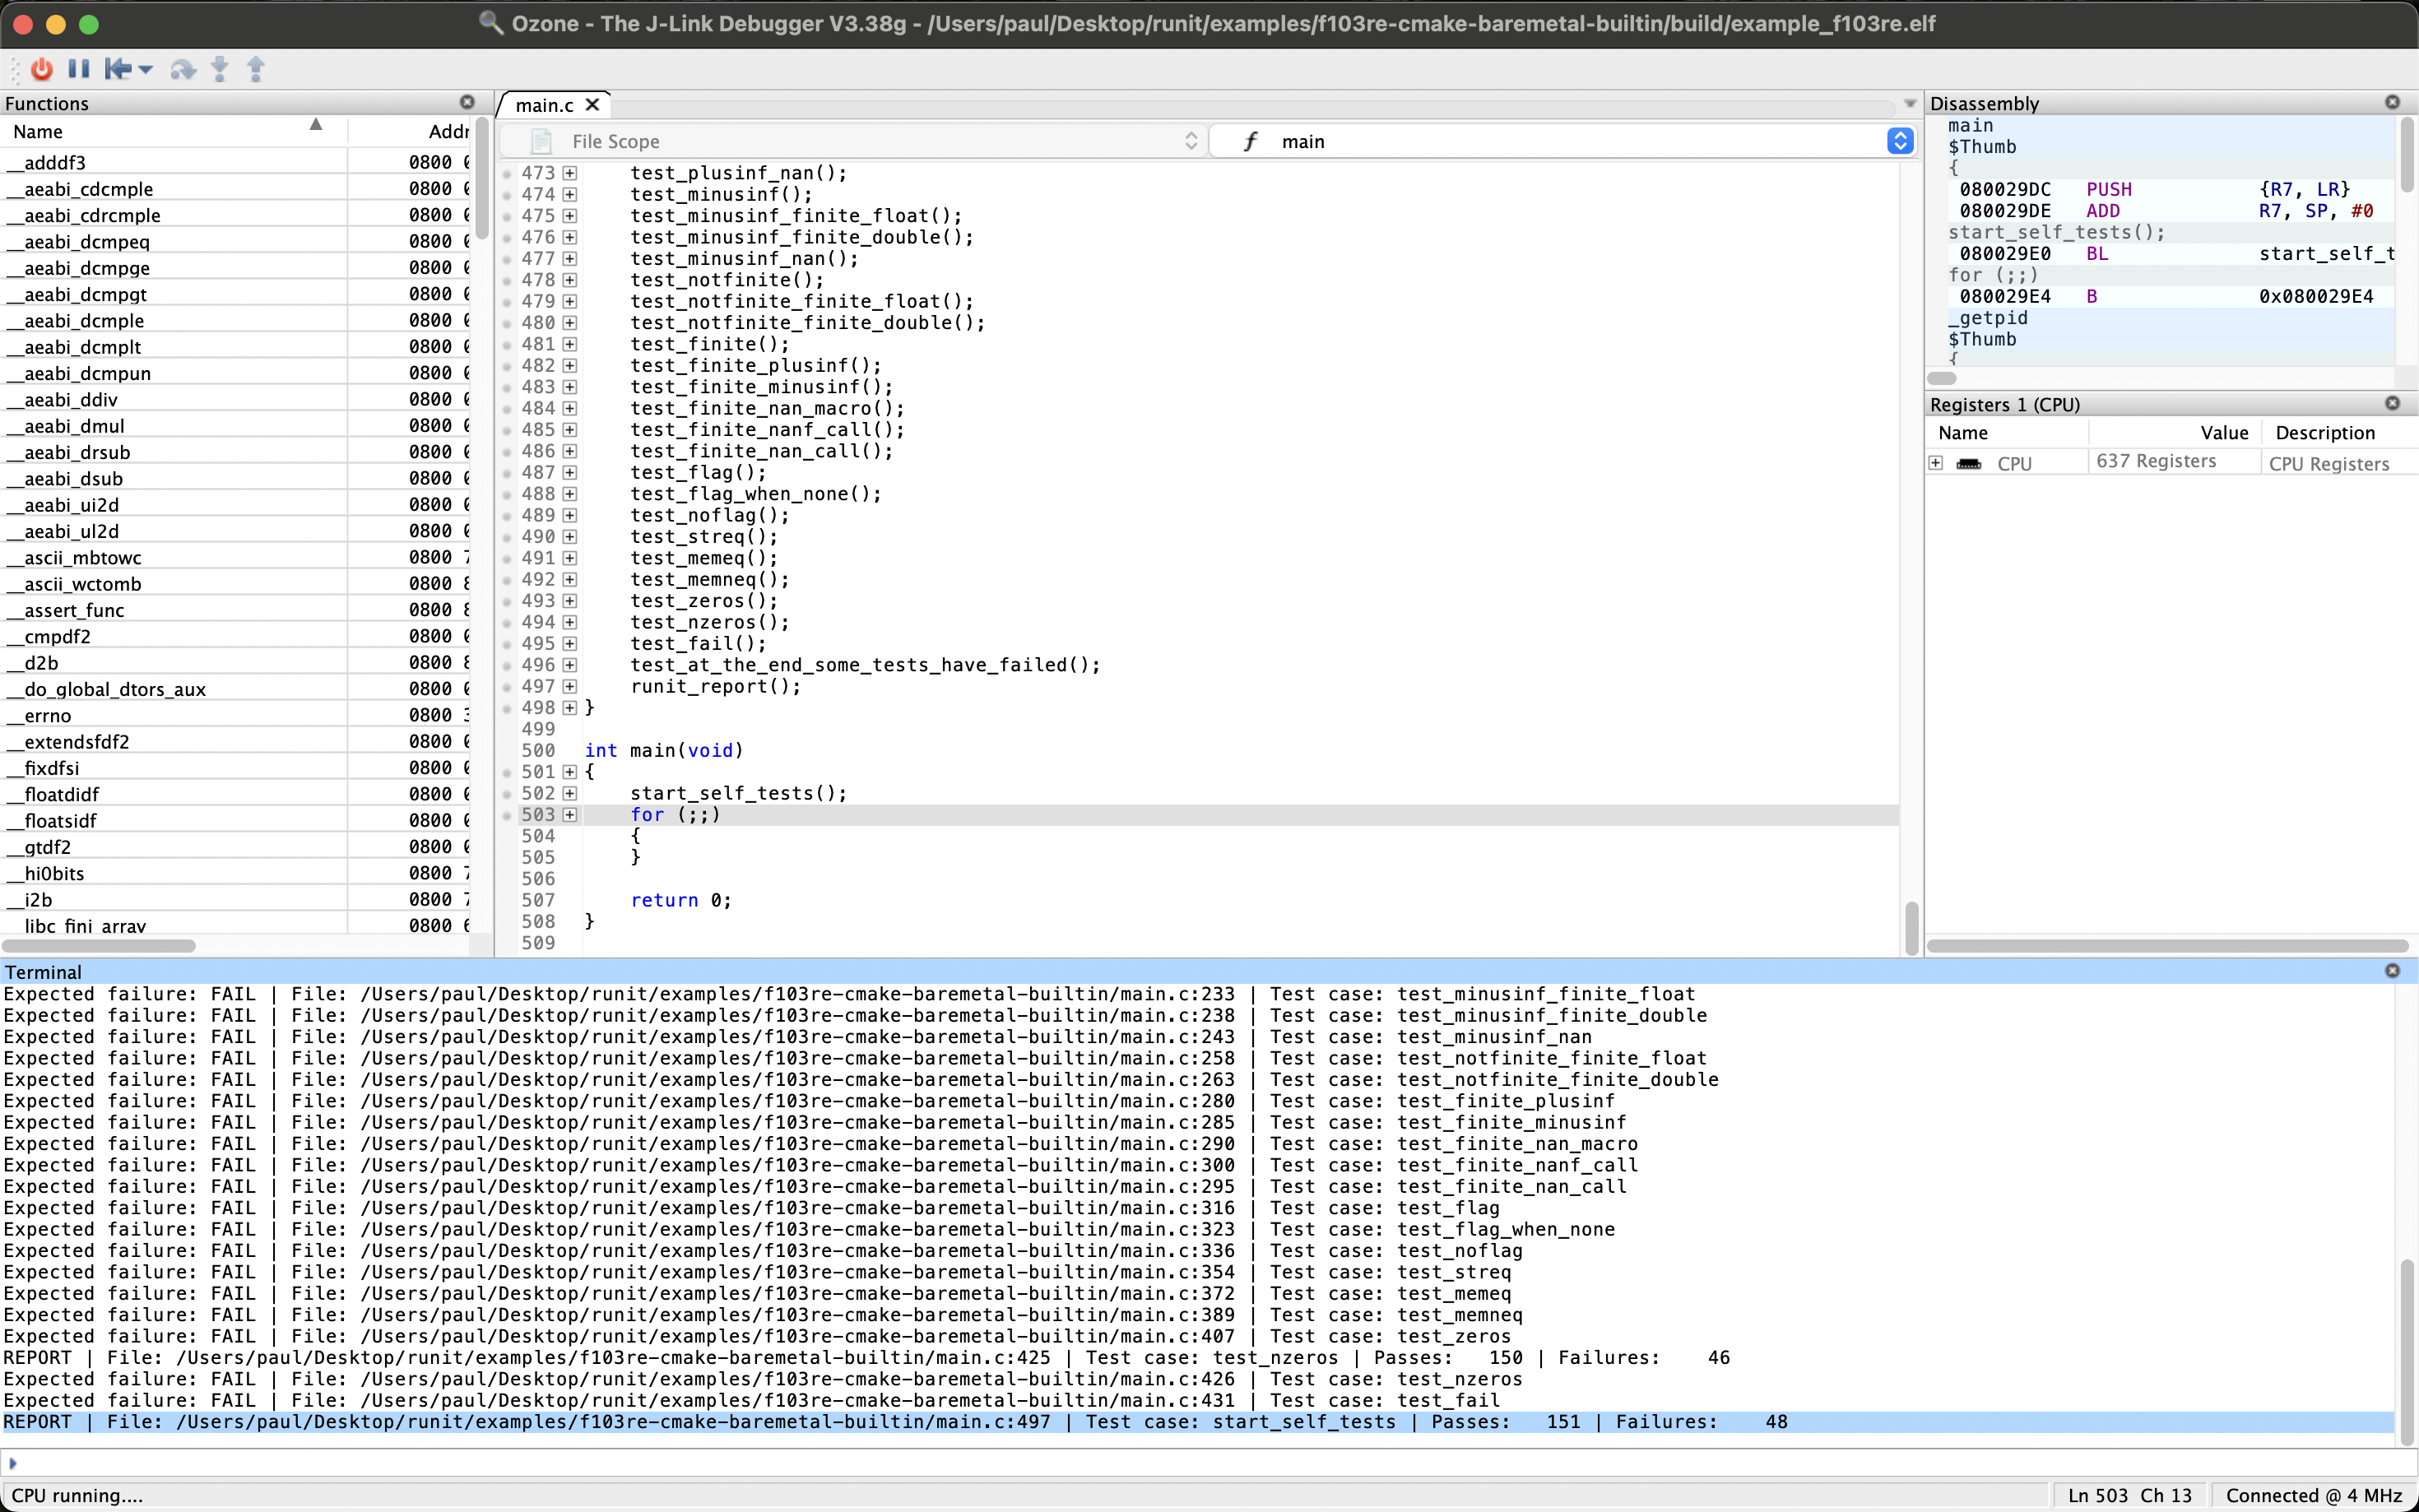 Ozone - The J-Link Debugger V3.38g - /Users/paul/Desktop/runit/examples/f103re-cmake-baremetal-builtin/build/example_f103re.elf
Functions
Name Addr
__adddf3 0800
__aeabi_cdcmple 0800
__aeabi_cdrcmple 0800
__aeabi_dcmpeq 0800
__aeabi_dcmpge 0800
__aeabi_dcmpgt 0800
__aeabi_dcmple 0800
__aeabi_dcmplt 0800
__aeabi_dcmpun 0800
__aeabi_ddiv 0800
__aeabi_dmul 0800
__aeabi_drsub 0800
__aeabi_dsub 0800
__aeabi_ui2d 0800
__aeabi_ul2d 0800
__ascii_mbtowc 0800 7
__ascii_wctomb 0800 8
__assert_func 0800 8
__cmpdf2 0800
__d2b 0800 8
__do_global_dtors_aux 0800
__errno 0800 3
__extendsfdf2 0800
__fixdfsi 0800
__floatdidf 0800
__floatsidf 0800
__gtdf2 0800
__hi0bits 0800 7
__i2b 0800 7
__libc_fini_array 0800 6
main.c
File Scope
main
473 test_plusinf_nan();
474 test_minusinf();
475 test_minusinf_finite_float();
476 test_minusinf_finite_double();
477 test_minusinf_nan();
478 test_notfinite();
479 test_notfinite_finite_float();
480 test_notfinite_finite_double();
481 test_finite();
482 test_finite_plusinf();
483 test_finite_minusinf();
484 test_finite_nan_macro();
485 test_finite_nanf_call();
486 test_finite_nan_call();
487 test_flag();
488 test_flag_when_none();
489 test_noflag();
490 test_streq();
491 test_memeq();
492 test_memneq();
493 test_zeros();
494 test_nzeros();
495 test_fail();
496 test_at_the_end_some_tests_have_failed();
497 runit_report();
498 }
499
500 int main(void)
501 {
502 start_self_tests();
503 for (;;)
504 {
505 }
506
507 return 0;
508 }
509
Disassembly
main
$Thumb
{
080029DC PUSH {R7, LR}
080029DE ADD R7, SP, #0
start_self_tests();
080029E0 BL start_self_t
for (;;)
080029E4 B 0x080029E4
_getpid
$Thumb
{
Registers 1 (CPU)
Name Value Description
CPU 637 Registers CPU Registers
Terminal
Expected failure: FAIL | File: /Users/paul/Desktop/runit/examples/f103re-cmake-baremetal-builtin/main.c:233 | Test case: test_minusinf_finite_float
Expected failure: FAIL | File: /Users/paul/Desktop/runit/examples/f103re-cmake-baremetal-builtin/main.c:238 | Test case: test_minusinf_finite_double
Expected failure: FAIL | File: /Users/paul/Desktop/runit/examples/f103re-cmake-baremetal-builtin/main.c:243 | Test case: test_minusinf_nan
Expected failure: FAIL | File: /Users/paul/Desktop/runit/examples/f103re-cmake-baremetal-builtin/main.c:258 | Test case: test_notfinite_finite_float
Expected failure: FAIL | File: /Users/paul/Desktop/runit/examples/f103re-cmake-baremetal-builtin/main.c:263 | Test case: test_notfinite_finite_double
Expected failure: FAIL | File: /Users/paul/Desktop/runit/examples/f103re-cmake-baremetal-builtin/main.c:280 | Test case: test_finite_plusinf
Expected failure: FAIL | File: /Users/paul/Desktop/runit/examples/f103re-cmake-baremetal-builtin/main.c:285 | Test case: test_finite_minusinf
Expected failure: FAIL | File: /Users/paul/Desktop/runit/examples/f103re-cmake-baremetal-builtin/main.c:290 | Test case: test_finite_nan_macro
Expected failure: FAIL | File: /Users/paul/Desktop/runit/examples/f103re-cmake-baremetal-builtin/main.c:300 | Test case: test_finite_nanf_call
Expected failure: FAIL | File: /Users/paul/Desktop/runit/examples/f103re-cmake-baremetal-builtin/main.c:295 | Test case: test_finite_nan_call
Expected failure: FAIL | File: /Users/paul/Desktop/runit/examples/f103re-cmake-baremetal-builtin/main.c:316 | Test case: test_flag
Expected failure: FAIL | File: /Users/paul/Desktop/runit/examples/f103re-cmake-baremetal-builtin/main.c:323 | Test case: test_flag_when_none
Expected failure: FAIL | File: /Users/paul/Desktop/runit/examples/f103re-cmake-baremetal-builtin/main.c:336 | Test case: test_noflag
Expected failure: FAIL | File: /Users/paul/Desktop/runit/examples/f103re-cmake-baremetal-builtin/main.c:354 | Test case: test_streq
Expected failure: FAIL | File: /Users/paul/Desktop/runit/examples/f103re-cmake-baremetal-builtin/main.c:372 | Test case: test_memeq
Expected failure: FAIL | File: /Users/paul/Desktop/runit/examples/f103re-cmake-baremetal-builtin/main.c:389 | Test case: test_memneq
Expected failure: FAIL | File: /Users/paul/Desktop/runit/examples/f103re-cmake-baremetal-builtin/main.c:407 | Test case: test_zeros
REPORT | File: /Users/paul/Desktop/runit/examples/f103re-cmake-baremetal-builtin/main.c:425 | Test case: test_nzeros | Passes: 150 | Failures: 46
Expected failure: FAIL | File: /Users/paul/Desktop/runit/examples/f103re-cmake-baremetal-builtin/main.c:426 | Test case: test_nzeros
Expected failure: FAIL | File: /Users/paul/Desktop/runit/examples/f103re-cmake-baremetal-builtin/main.c:431 | Test case: test_fail
REPORT | File: /Users/paul/Desktop/runit/examples/f103re-cmake-baremetal-builtin/main.c:497 | Test case: start_self_tests | Passes: 151 | Failures: 48
CPU running.... Ln 503 Ch 13 Connected @ 4 MHz